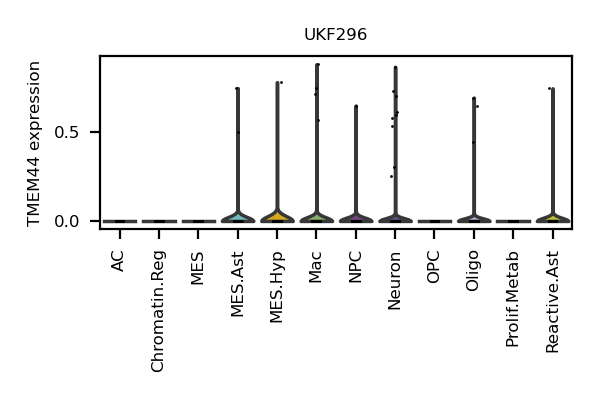 UKF296
TMEM44 expression
0.5
0.0
AC
Chromatin.Reg
MES
MES.Ast
MES.Hyp
Mac
NPC
Neuron
OPC
Oligo
Prolif.Metab
Reactive.Ast